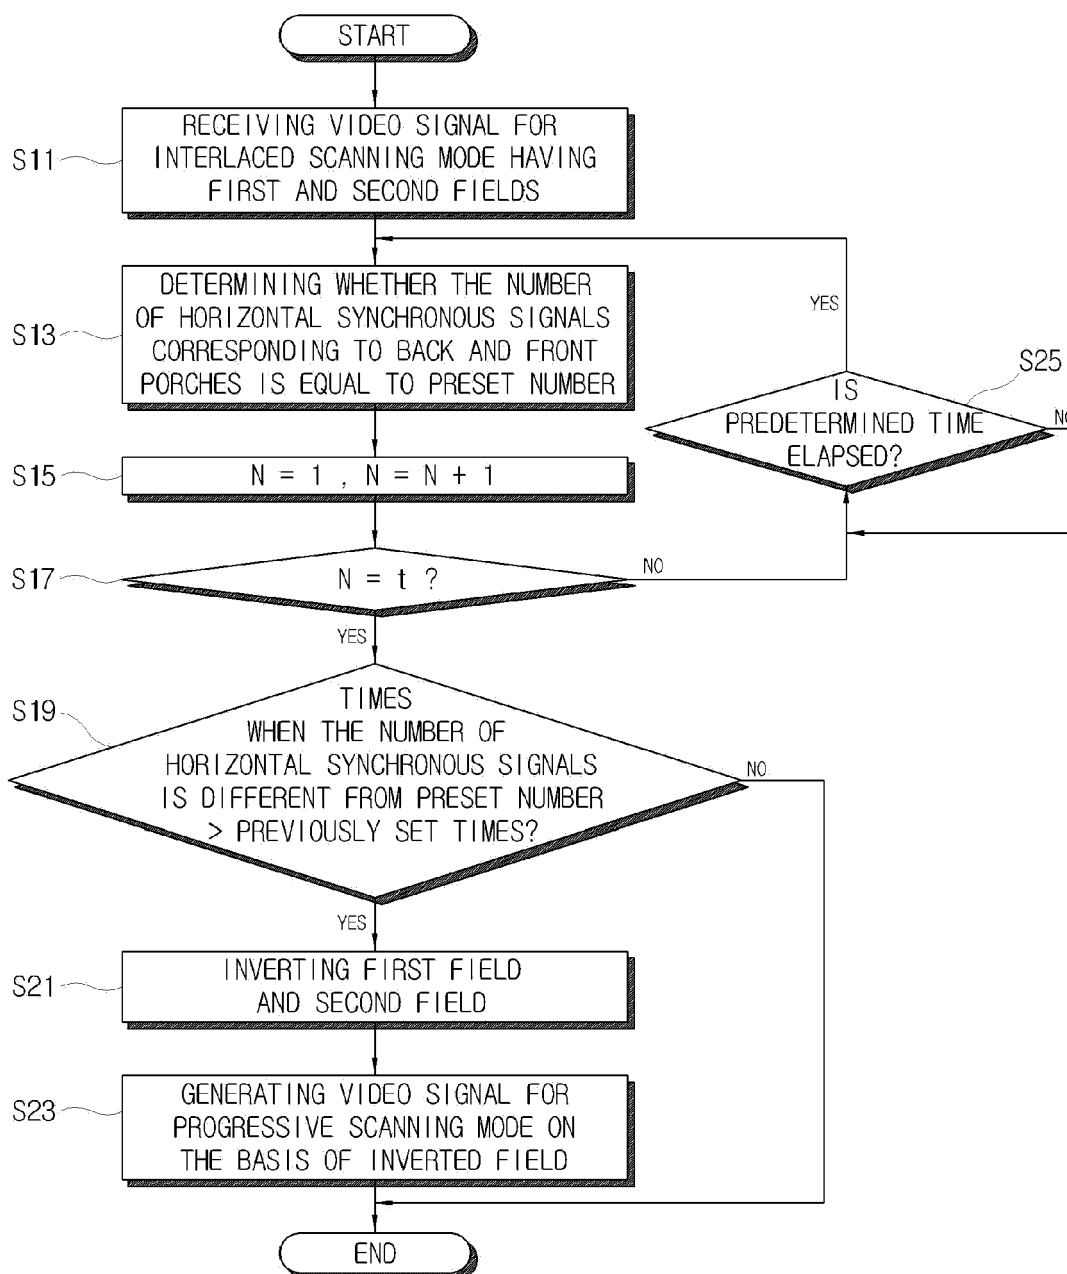 START
S11
RECEIVING VIDEO SIGNAL FOR
INTERLACED SCANNING MODE HAVING
FIRST AND SECOND FIELDS
S13
DETERMINING WHETHER THE NUMBER
OF HORIZONTAL SYNCHRONOUS SIGNALS
CORRESPONDING TO BACK AND FRONT
PORCHES IS EQUAL TO PRESET NUMBER
YES
S25
IS
PREDETERMINED TIME
ELAPSED?
NO
S15
N = 1 , N = N + 1
S17
N = t ?
NO
YES
S19
TIMES
WHEN THE NUMBER OF
HORIZONTAL SYNCHRONOUS SIGNALS
IS DIFFERENT FROM PRESET NUMBER
> PREVIOUSLY SET TIMES?
NO
YES
S21
INVERTING FIRST FIELD
AND SECOND FIELD
S23
GENERATING VIDEO SIGNAL FOR
PROGRESSIVE SCANNING MODE ON
THE BASIS OF INVERTED FIELD
END